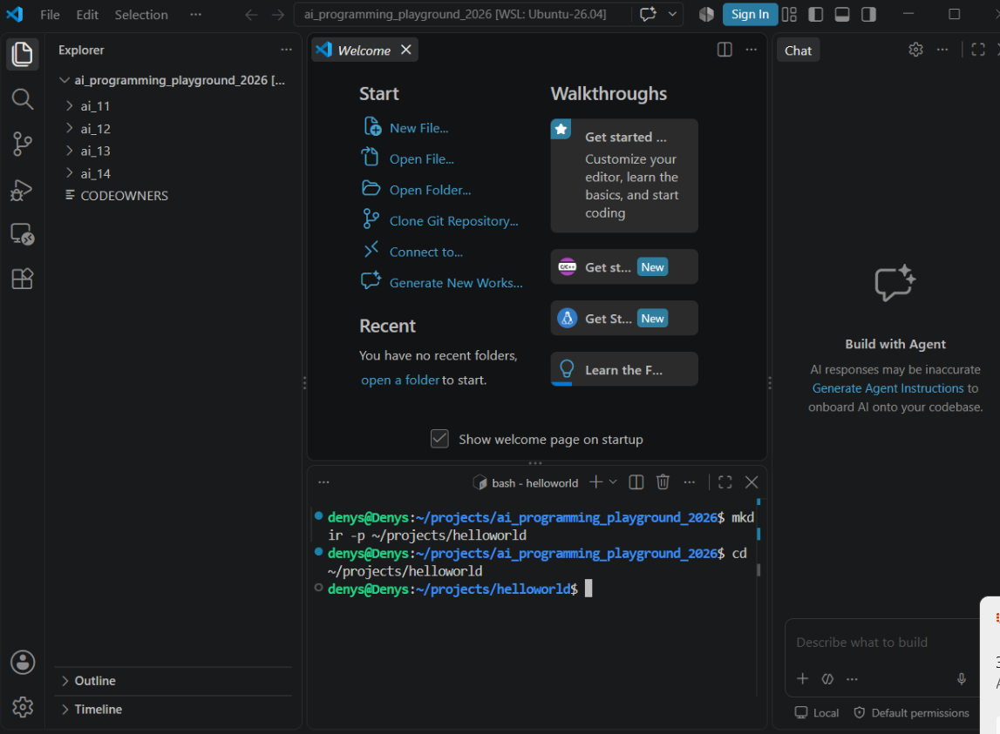 File Edit Selection ···
ai_programming_playground_2026 [WSL: Ubuntu-26.04]
Sign In
Explorer
ai_programming_playground_2026 [...
ai_11
ai_12
ai_13
ai_14
CODEOWNERS
Outline
Timeline
Welcome
Start
New File...
Open File...
Open Folder...
Clone Git Repository...
Connect to...
Generate New Works...
Recent
You have no recent folders,
open a folder to start.
Walkthroughs
Get started ...
Customize your
editor, learn the
basics, and start
coding
C/C++
Get st... New
Get St... New
Learn the F...
Show welcome page on startup
bash - helloworld
denys@Denys:~/projects/ai_programming_playground_2026$ mkd
ir -p ~/projects/helloworld
denys@Denys:~/projects/ai_programming_playground_2026$ cd
~/projects/helloworld
denys@Denys:~/projects/helloworld$
Chat
Build with Agent
AI responses may be inaccurate
Generate Agent Instructions to
onboard AI onto your codebase.
Describe what to build
Local
Default permissions